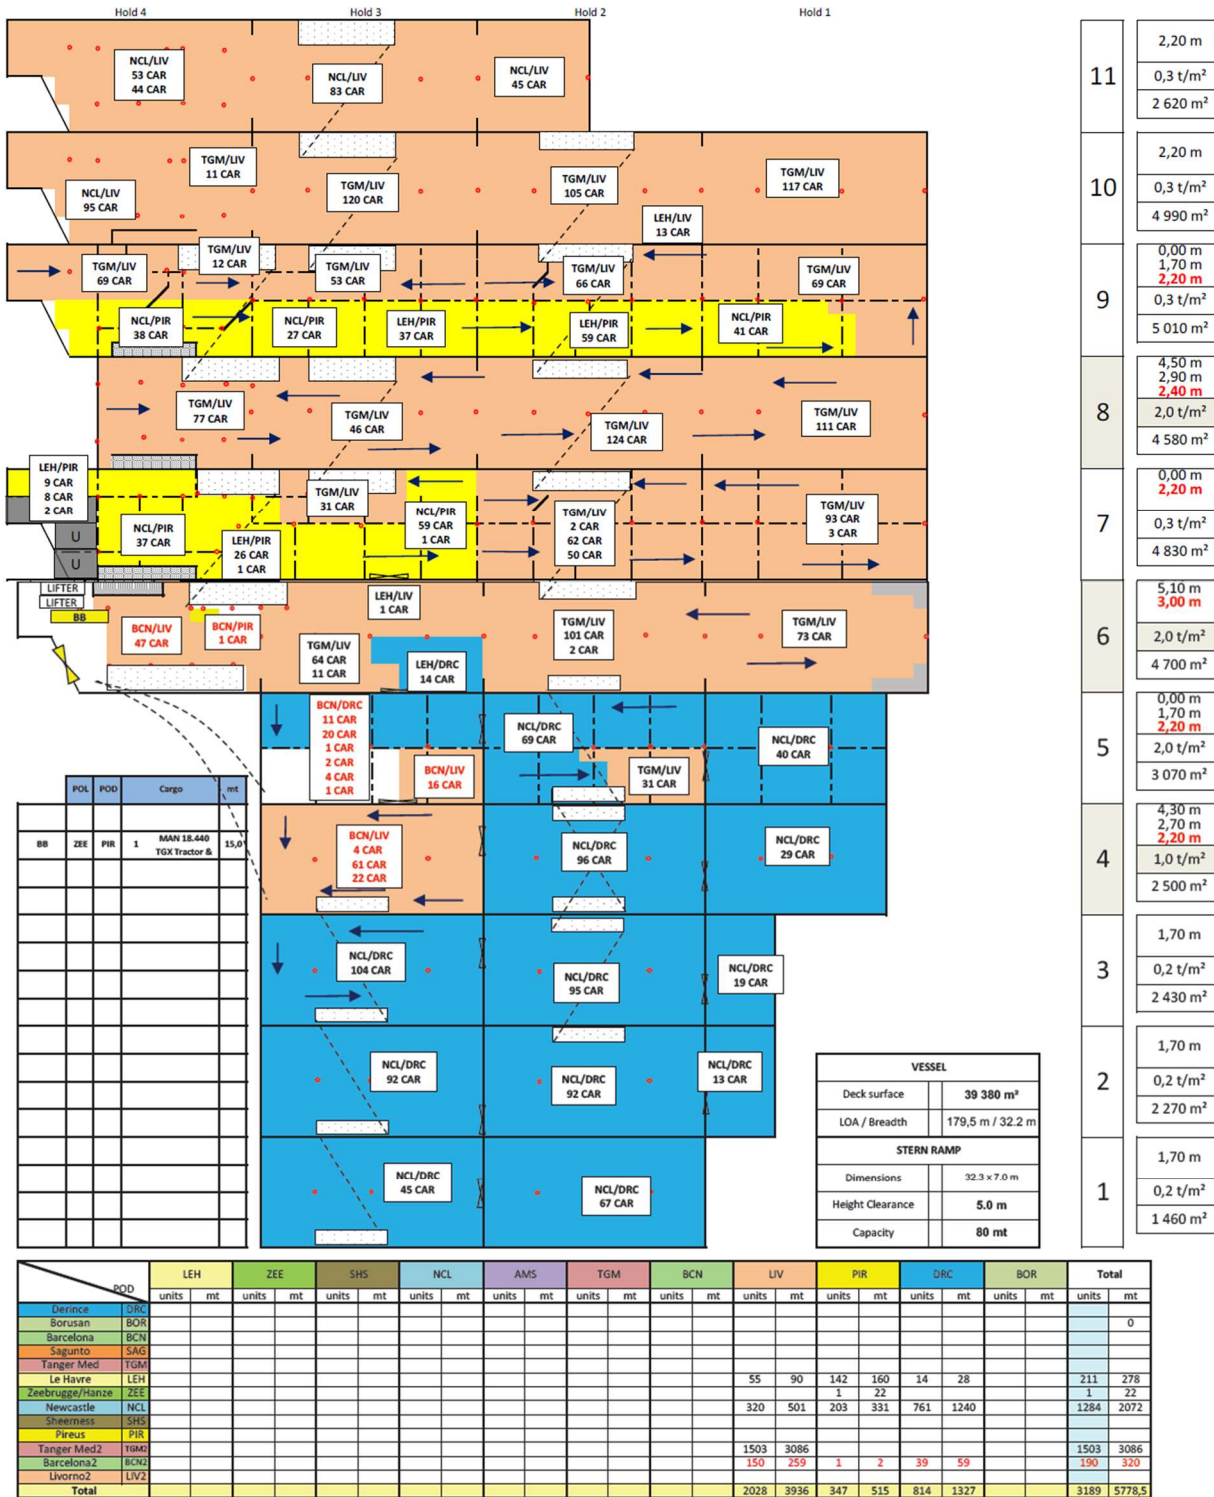 Hold 4 Hold 3 Hold 2 Hold 1
NCL/LIV
53 CAR
44 CAR
NCL/LIV
83 CAR
NCL/LIV
45 CAR
11
2,20 m
0,3 t/m²
2 620 m²
TGM/LIV
11 CAR
NCL/LIV
95 CAR
TGM/LIV
120 CAR
TGM/LIV
105 CAR
TGM/LIV
117 CAR
LEH/LIV
13 CAR
10
2,20 m
0,3 t/m²
4 990 m²
TGM/LIV
69 CAR
TGM/LIV
12 CAR
TGM/LIV
53 CAR
TGM/LIV
66 CAR
TGM/LIV
69 CAR
NCL/PIR
38 CAR
NCL/PIR
27 CAR
LEH/PIR
37 CAR
LEH/PIR
59 CAR
NCL/PIR
41 CAR
9
0,00 m
1,70 m
2,20 m
0,3 t/m²
5 010 m²
TGM/LIV
77 CAR
TGM/LIV
46 CAR
TGM/LIV
124 CAR
TGM/LIV
111 CAR
8
4,50 m
2,90 m
2,40 m
2,0 t/m²
4 580 m²
LEH/PIR
9 CAR
8 CAR
2 CAR
U
U
NCL/PIR
37 CAR
LEH/PIR
26 CAR
1 CAR
TGM/LIV
31 CAR
NCL/PIR
59 CAR
1 CAR
TGM/LIV
2 CAR
62 CAR
50 CAR
TGM/LIV
93 CAR
3 CAR
7
0,00 m
2,20 m
0,3 t/m²
4 830 m²
LIFTER
LIFTER
BB
BCN/LIV
47 CAR
BCN/PIR
1 CAR
LEH/LIV
1 CAR
TGM/LIV
64 CAR
11 CAR
LEH/DRC
14 CAR
TGM/LIV
101 CAR
2 CAR
TGM/LIV
73 CAR
6
5,10 m
3,00 m
2,0 t/m²
4 700 m²
BCN/DRC
11 CAR
20 CAR
1 CAR
2 CAR
4 CAR
1 CAR
BCN/LIV
16 CAR
NCL/DRC
69 CAR
TGM/LIV
31 CAR
NCL/DRC
40 CAR
5
0,00 m
1,70 m
2,20 m
2,0 t/m²
3 070 m²
POL POD Cargo mt
BB ZEE PIR 1 MAN 18.440 TGX Tractor & 15,0
BCN/LIV
4 CAR
61 CAR
22 CAR
NCL/DRC
96 CAR
NCL/DRC
29 CAR
4
4,30 m
2,70 m
2,20 m
1,0 t/m²
2 500 m²
NCL/DRC
104 CAR
NCL/DRC
95 CAR
NCL/DRC
19 CAR
3
1,70 m
0,2 t/m²
2 430 m²
NCL/DRC
92 CAR
NCL/DRC
92 CAR
NCL/DRC
13 CAR
2
1,70 m
0,2 t/m²
2 270 m²
NCL/DRC
45 CAR
NCL/DRC
67 CAR
1
1,70 m
0,2 t/m²
1 460 m²
VESSEL
Deck surface 39 380 m²
LOA / Breadth 179,5 m / 32.2 m
STERN RAMP
Dimensions 32.3 x 7.0 m
Height Clearance 5.0 m
Capacity 80 mt
POD LEH ZEE SHS NCL AMS TGM BCN LIV PIR DRC BOR Total
units mt units mt units mt units mt units mt units mt units mt units mt units mt units mt units mt units mt
Derince DRC
Borusan BOR 0
Barcelona BCN
Sagunto SAG
Tanger Med TGM
Le Havre LEH 55 90 142 160 14 28 211 278
Zeebrugge/Hanze ZEE 1 22 1 22
Newcastle NCL 320 501 203 331 761 1240 1284 2072
Sheerness SHS
Pireus PIR
Tanger Med2 TGM2 1503 3086 1503 3086
Barcelona2 BCN2 150 259 1 2 39 59 190 320
Livorno2 LIV2
Total 2028 3936 347 515 814 1327 3189 5778,5